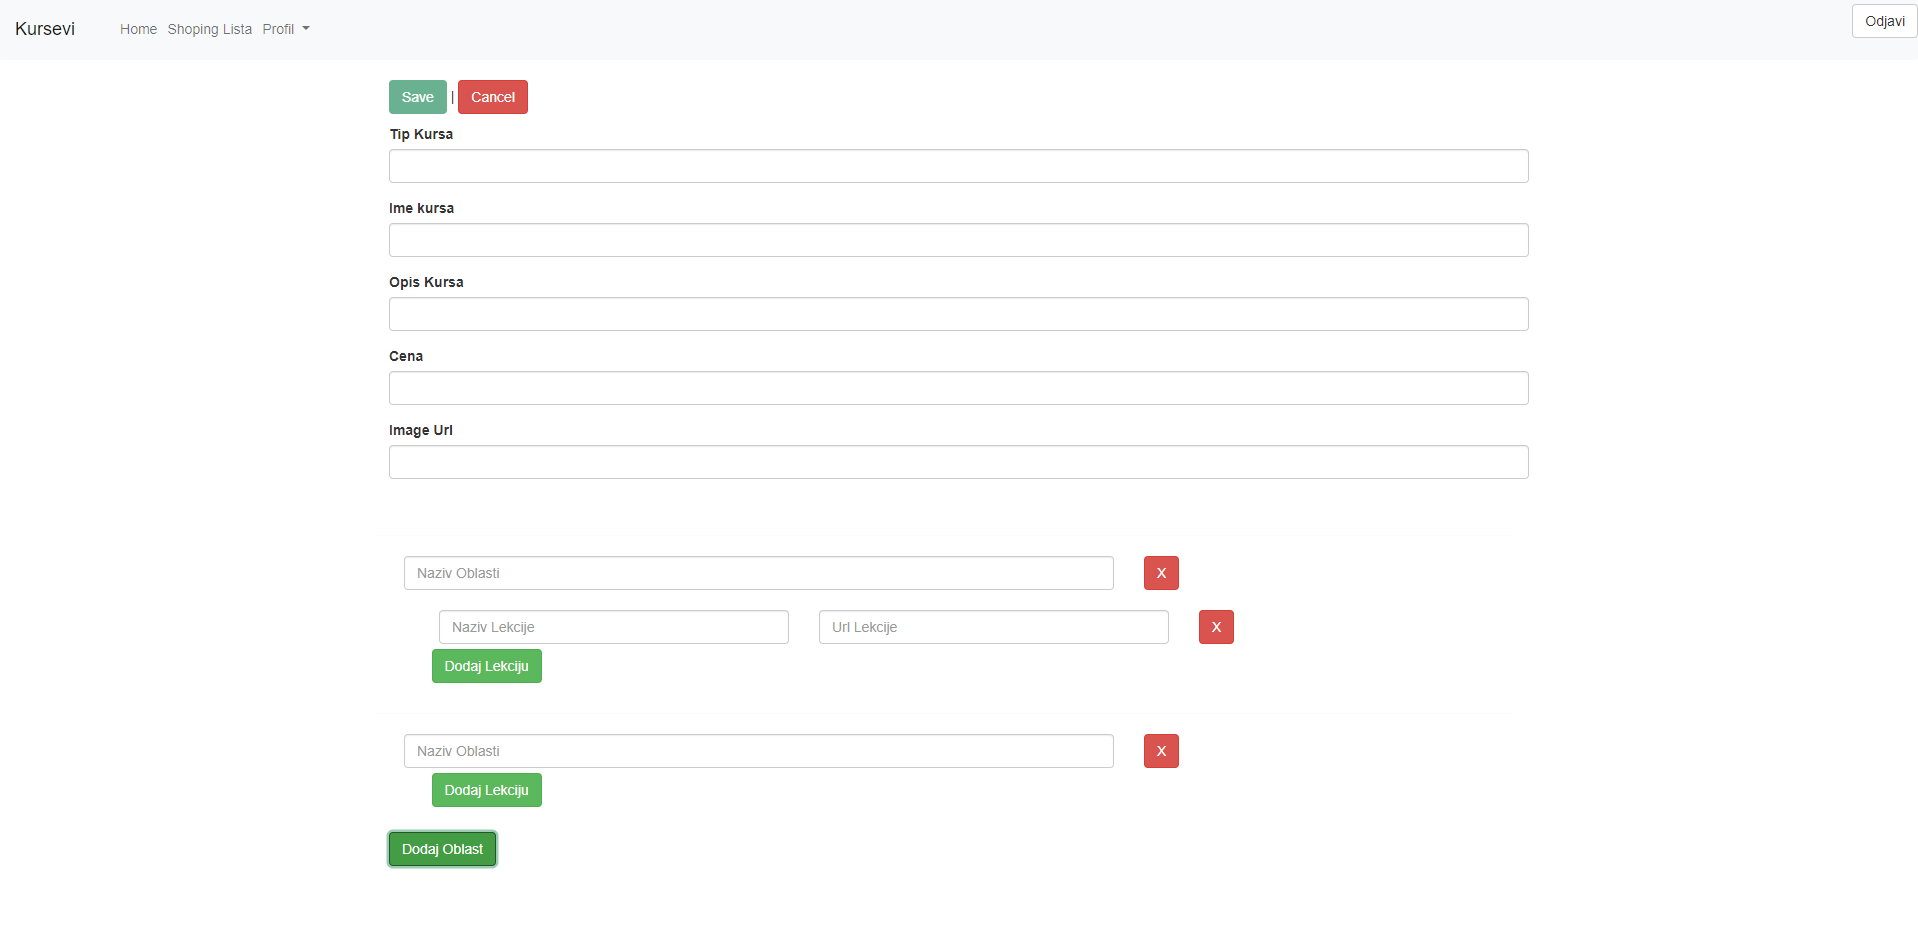 Kursevi Home Shoping Lista Profil Odjavi
Save | Cancel
Tip Kursa
Ime kursa
Opis Kursa
Cena
Image Url
Naziv Oblasti X
Naziv Lekcije Url Lekcije X
Dodaj Lekciju
Naziv Oblasti X
Dodaj Lekciju
Dodaj Oblast